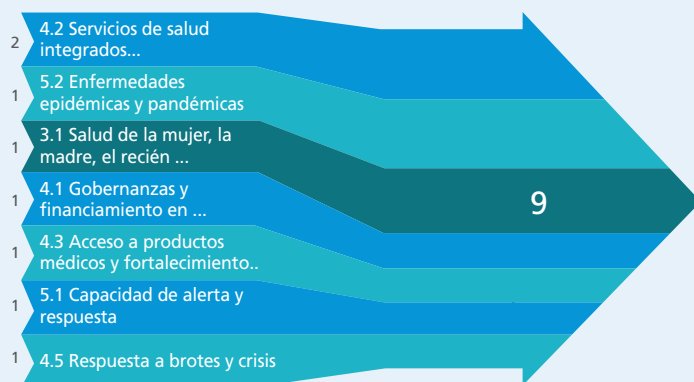 2
4.2 Servicios de salud
integrados...
1
5.2 Enfermedades
epidémicas y pandémicas
1
3.1 Salud de la mujer, la
madre, el recién ...
1
4.1 Gobernanzas y
financiamiento en ...
1
4.3 Acceso a productos
médicos y fortalecimiento..
1
5.1 Capacidad de alerta y
respuesta
1
4.5 Respuesta a brotes y crisis
9